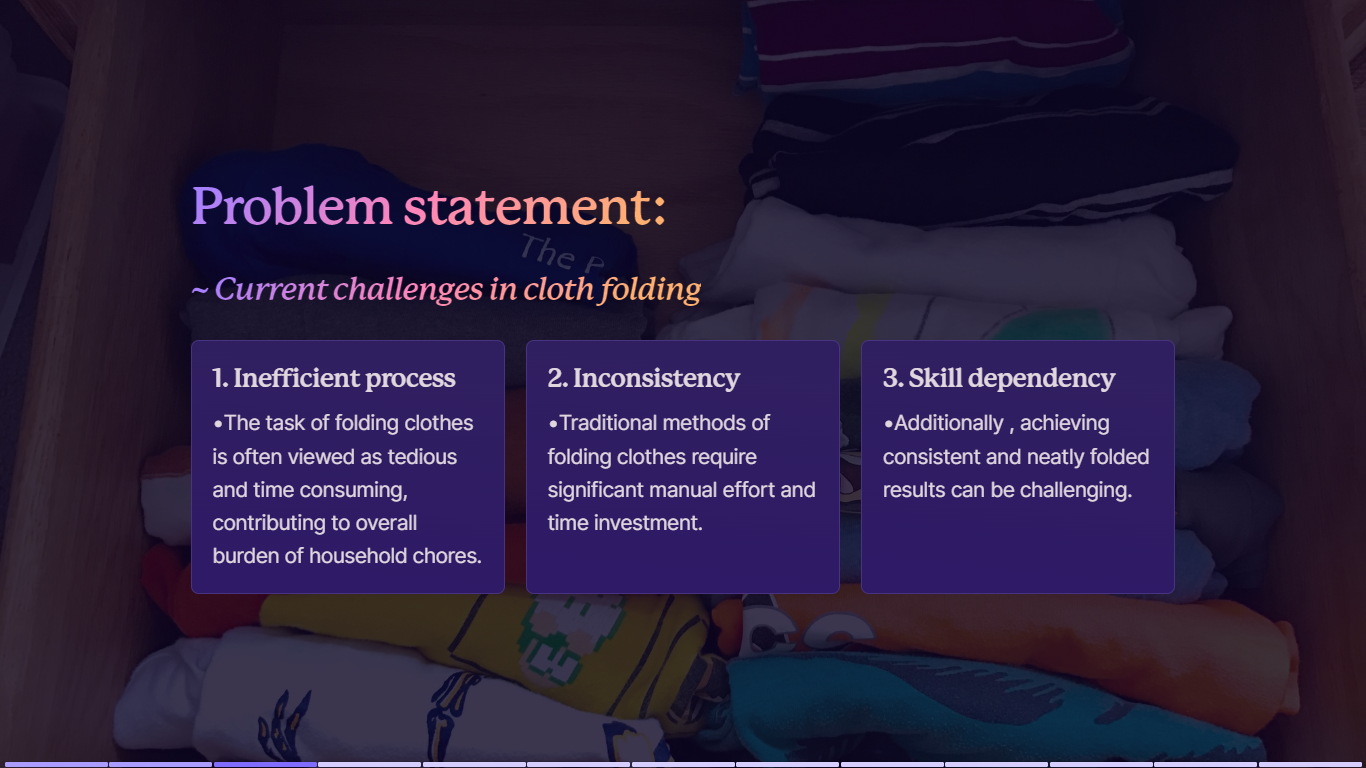 Problem statement:
The P
~ Current challenges in cloth folding
1. Inefficient process
•The task of folding clothes
is often viewed as tedious
and time consuming,
contributing to overall
burden of household chores.
2. Inconsistency
•Traditional methods of
folding clothes require
significant manual effort and
time investment.
3. Skill dependency
•Additionally , achieving
consistent and neatly folded
results can be challenging.